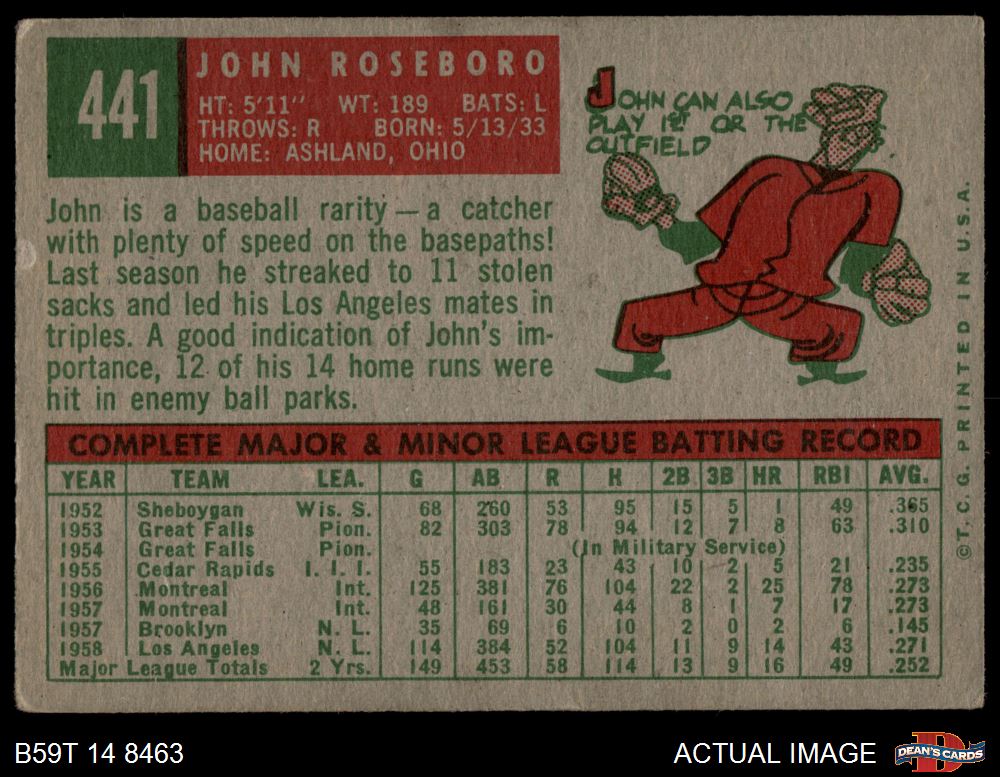 441
JOHN ROSEBORO
HT: 5'11" WT: 189 BATS: L
THROWS: R BORN: 5/13/33
HOME: ASHLAND, OHIO
JOHN CAN ALSO
PLAY 1ST OR THE
OUTFIELD
John is a baseball rarity — a catcher
with plenty of speed on the basepaths!
Last season he streaked to 11 stolen
sacks and led his Los Angeles mates in
triples. A good indication of John's im-
portance, 12 of his 14 home runs were
hit in enemy ball parks.
COMPLETE MAJOR & MINOR LEAGUE BATTING RECORD
YEAR TEAM LEA. G AB R H 2B 3B HR RBI AVG.
1952 Sheboygan Wis. S. 68 260 53 95 15 5 1 49 .365
1953 Great Falls Pion. 82 303 78 94 12 7 8 63 .310
1954 Great Falls Pion. (In Military Service)
1955 Cedar Rapids I. I. I. 55 183 23 43 10 2 5 21 .235
1956 Montreal Int. 125 381 76 104 22 2 25 78 .273
1957 Montreal Int. 48 161 30 44 8 1 7 17 .273
1957 Brooklyn N. L. 35 69 6 10 2 0 2 6 .145
1958 Los Angeles N. L. 114 384 52 104 11 9 14 43 .271
Major League Totals 2 Yrs. 149 453 58 114 13 9 16 49 .252
©T. C. G. PRINTED IN U.S.A.
B59T 14 8463
ACTUAL IMAGE
D
DEAN'S CARDS